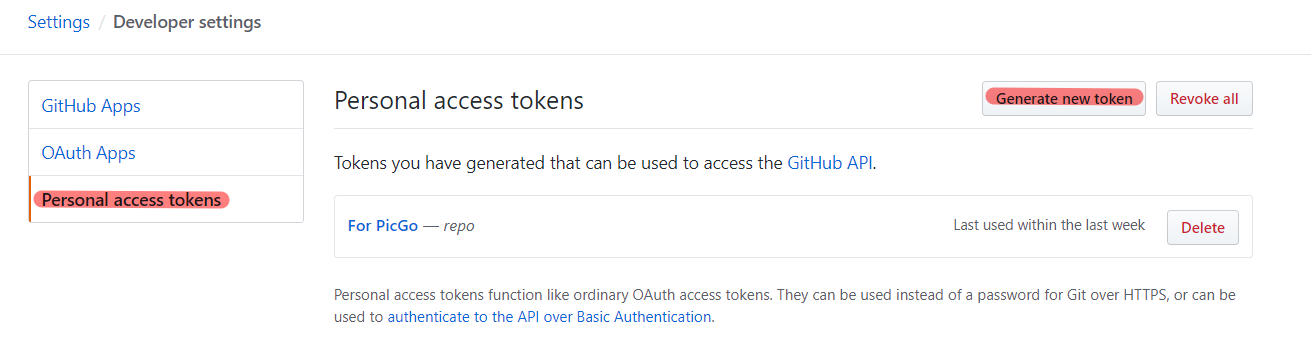 Settings / Developer settings
GitHub Apps
OAuth Apps
Personal access tokens
Personal access tokens
Generate new token
Revoke all
Tokens you have generated that can be used to access the GitHub API.
For PicGo — repo
Last used within the last week
Delete
Personal access tokens function like ordinary OAuth access tokens. They can be used instead of a password for Git over HTTPS, or can be
used to authenticate to the API over Basic Authentication.